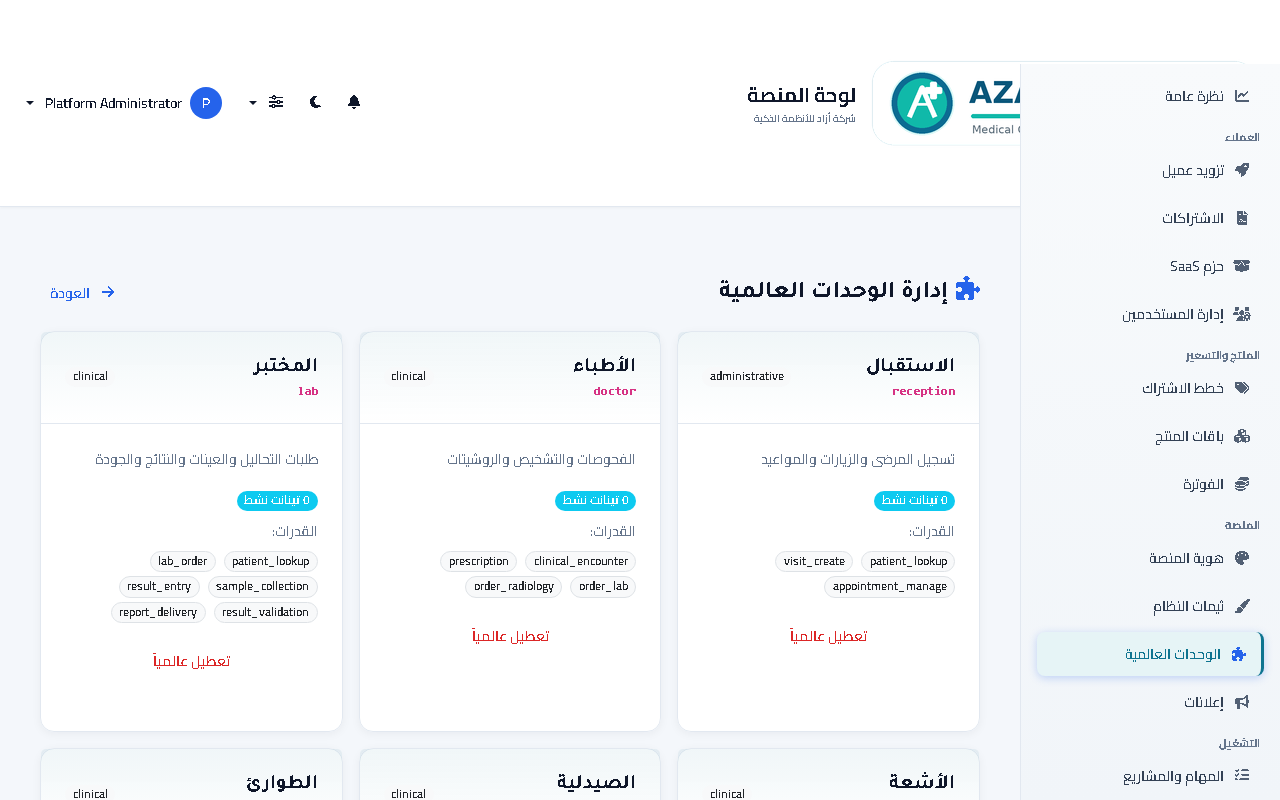 AZA
Medical
لوحة المنصة
شركة أزاد للأنظمة الذكية
P
Platform Administrator
نظرة عامة
العملاء
تزويد عميل
الاشتراكات
حزم SaaS
إدارة المستخدمين
المنتج والتسعير
خطط الاشتراك
باقات المنتج
الفوترة
المنصة
هوية المنصة
ثيمات النظام
الوحدات العالمية
إعلانات
التشغيل
المهام والمشاريع
إدارة الوحدات العالمية
العودة
الاستقبال
reception
administrative
تسجيل المرضى والزيارات والمواعيد
0 تينانت نشط
القدرات:
patient_lookup visit_create
appointment_manage
تعطيل عالمياً
الأطباء
doctor
clinical
الفحوصات والتشخيص والروشيتات
0 تينانت نشط
القدرات:
clinical_encounter prescription
order_lab order_radiology
تعطيل عالمياً
المختبر
lab
clinical
طلبات التحاليل والعينات والنتائج والجودة
0 تينانت نشط
القدرات:
patient_lookup lab_order
sample_collection result_entry
result_validation report_delivery
تعطيل عالمياً
الأشعة
clinical
الصيدلية
clinical
الطوارئ
clinical